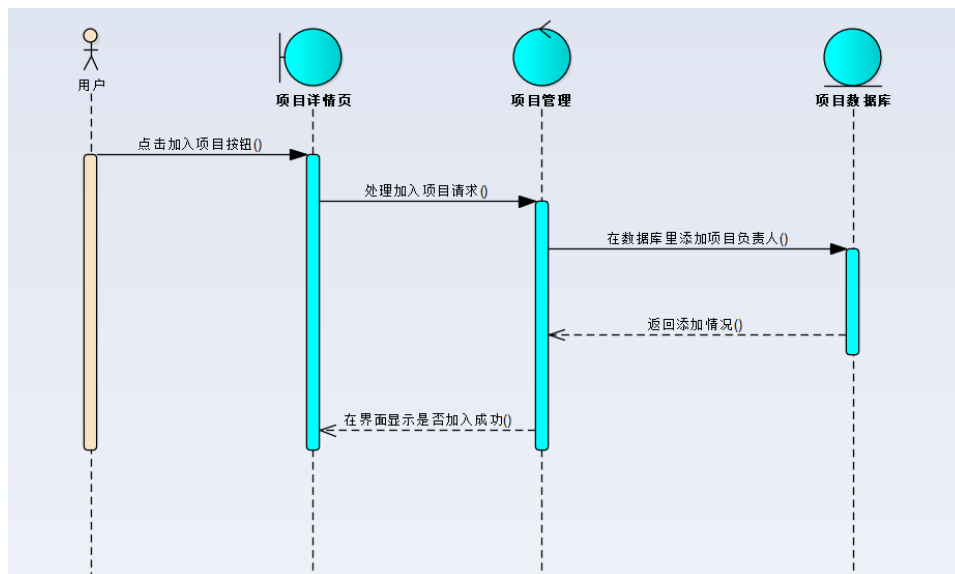 用户
项目详情页
项目管理
项目数据库
点击加入项目按钮()
处理加入项目请求()
在数据库里添加项目负责人()
返回添加情况()
在界面显示是否加入成功()